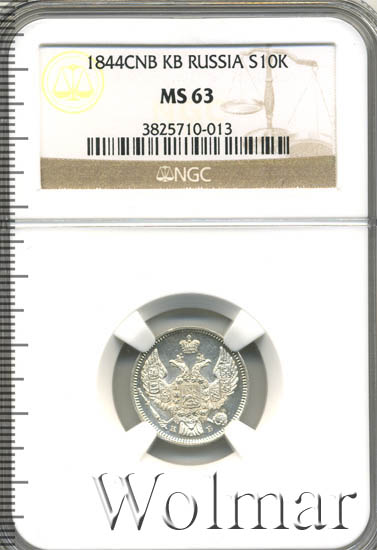 1844CNB KB RUSSIA S10K
MS 63
3825710-013
NGC
Wolmar